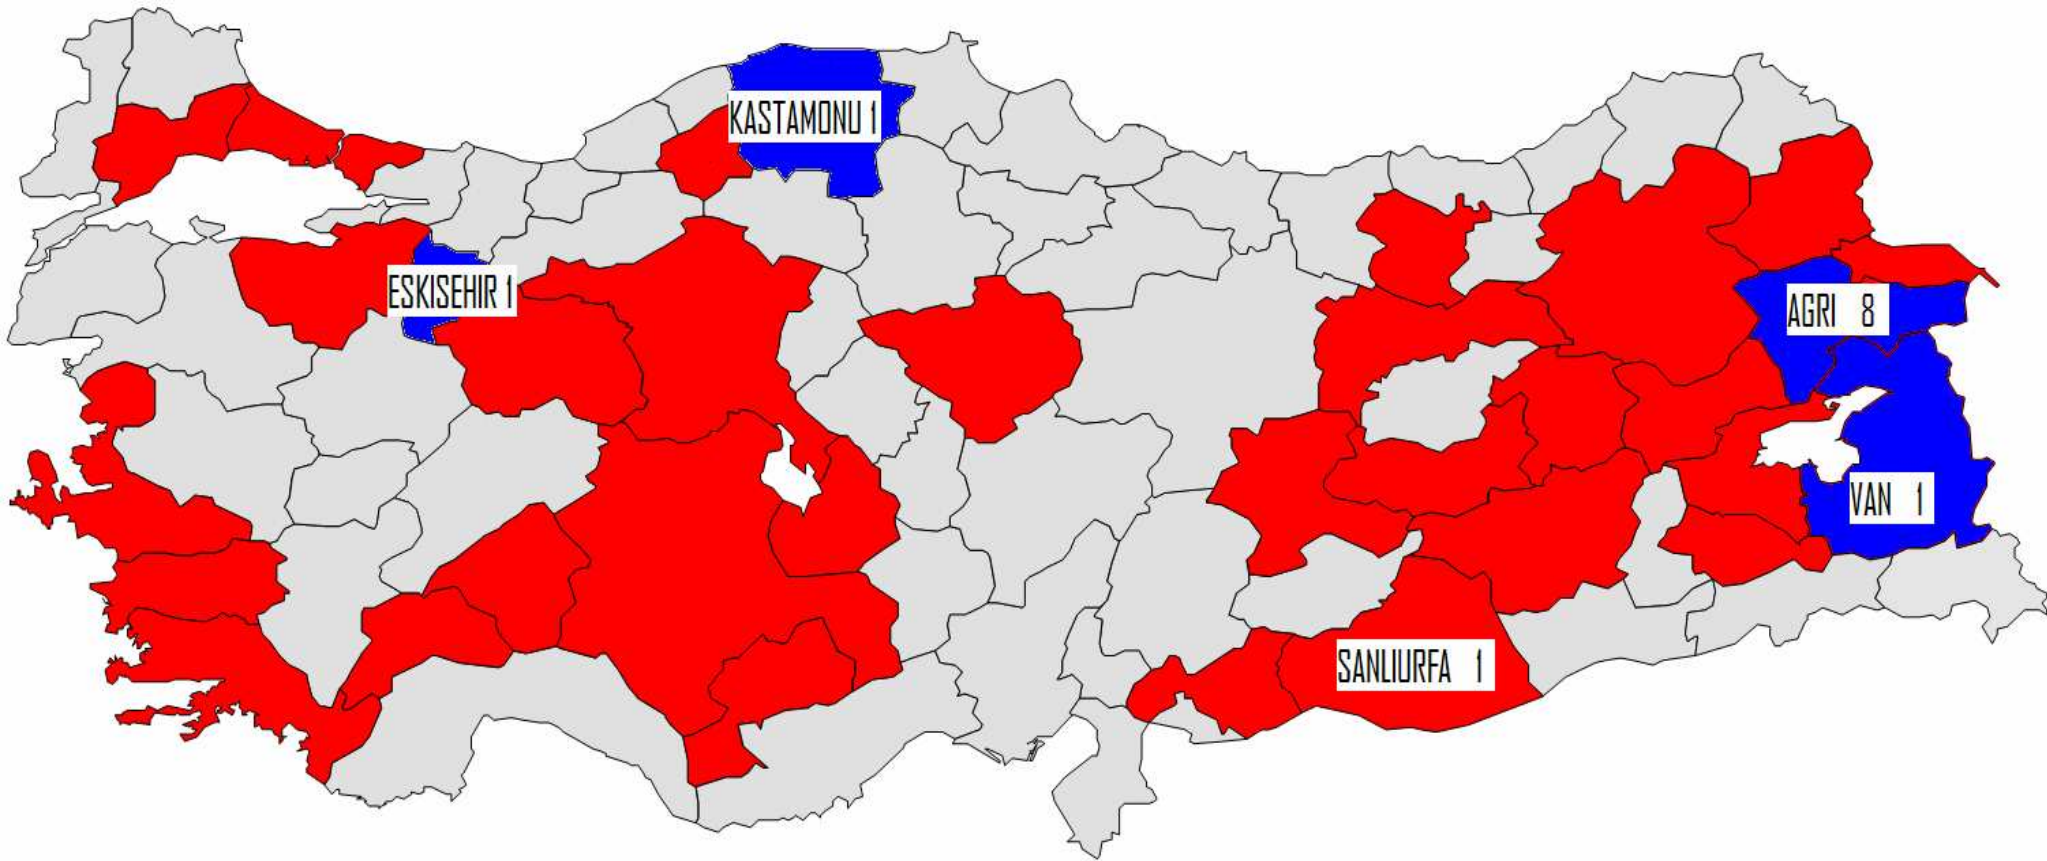 KASTAMONU 1
ESKISEHIR 1
AGRI 8
VAN 1
SANLIURFA 1